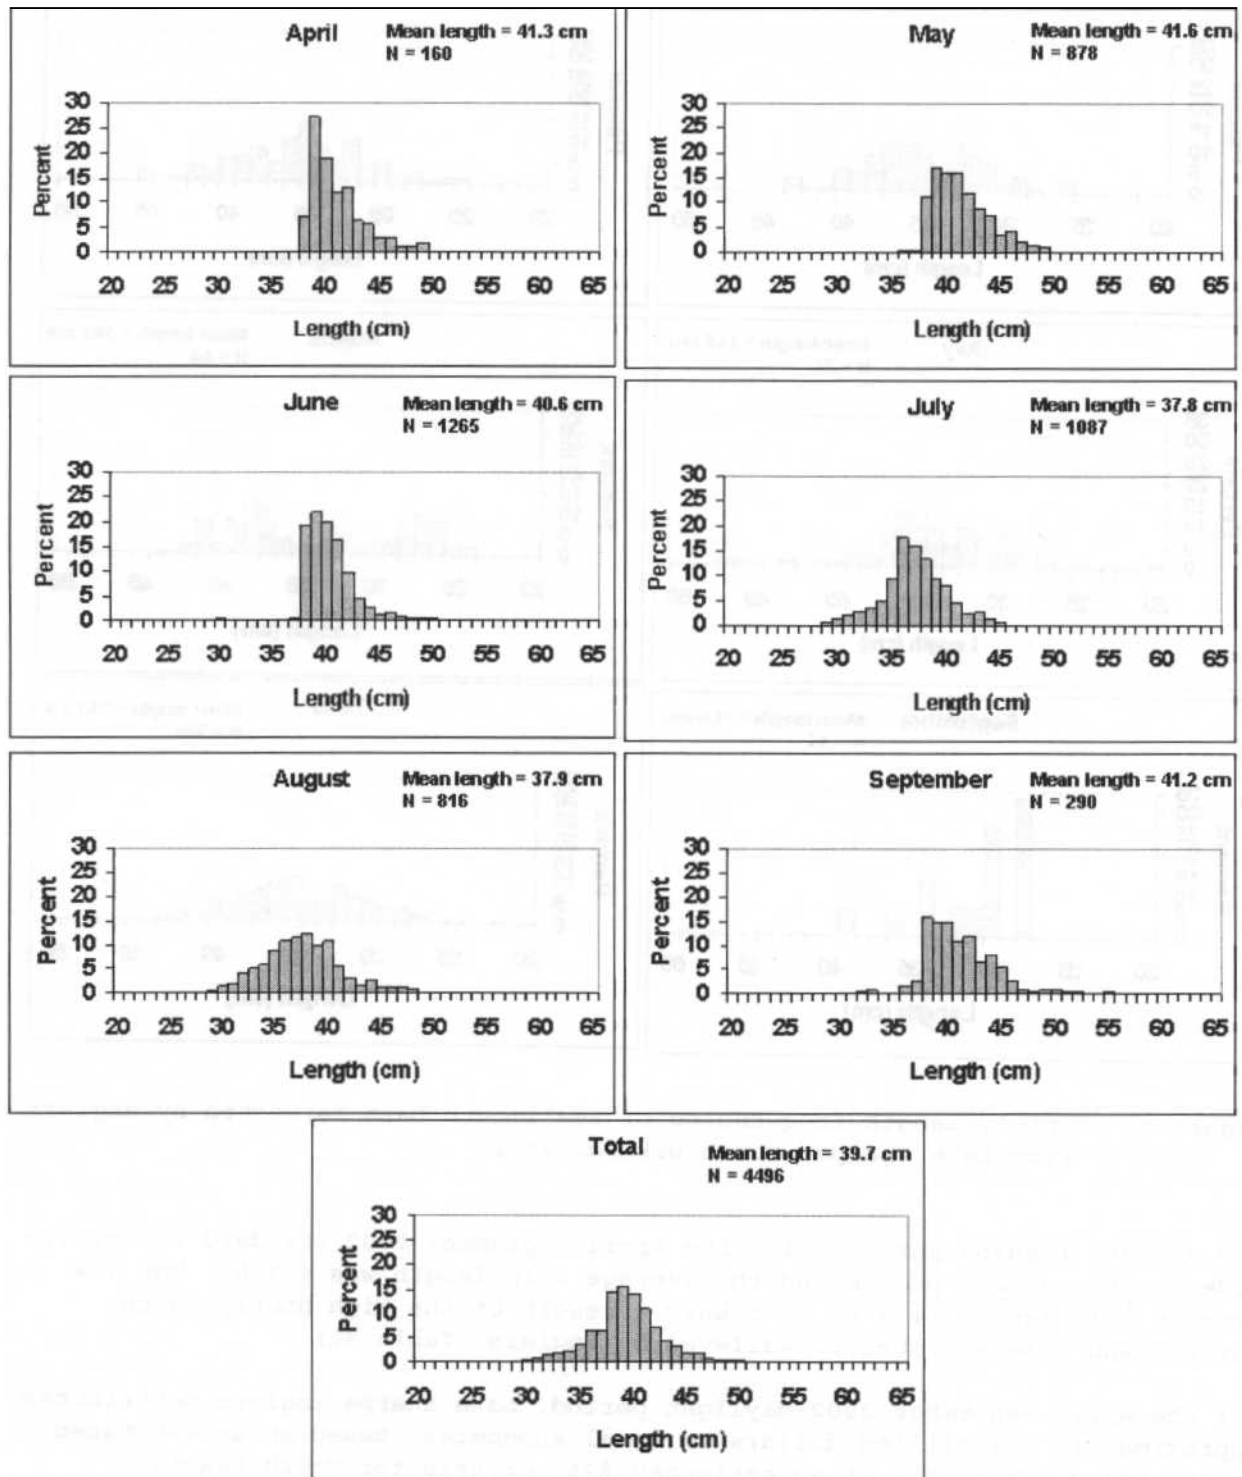 April
Mean length = 41.3 cm
N = 160
30
25
20
15
10
5
0
Percent
20 25 30 35 40 45 50 55 60 65
Length (cm)
May
Mean length = 41.6 cm
N = 878
30
25
20
15
10
5
0
Percent
20 25 30 35 40 45 50 55 60 65
Length (cm)
June
Mean length = 40.6 cm
N = 1265
30
25
20
15
10
5
0
Percent
20 25 30 35 40 45 50 55 60 65
Length (cm)
July
Mean length = 37.8 cm
N = 1087
30
25
20
15
10
5
0
Percent
20 25 30 35 40 45 50 55 60 65
Length (cm)
August
Mean length = 37.9 cm
N = 816
30
25
20
15
10
5
0
Percent
20 25 30 35 40 45 50 55 60 65
Length (cm)
September
Mean length = 41.2 cm
N = 290
30
25
20
15
10
5
0
Percent
20 25 30 35 40 45 50 55 60 65
Length (cm)
Total
Mean length = 39.7 cm
N = 4496
30
25
20
15
10
5
0
Percent
20 25 30 35 40 45 50 55 60 65
Length (cm)